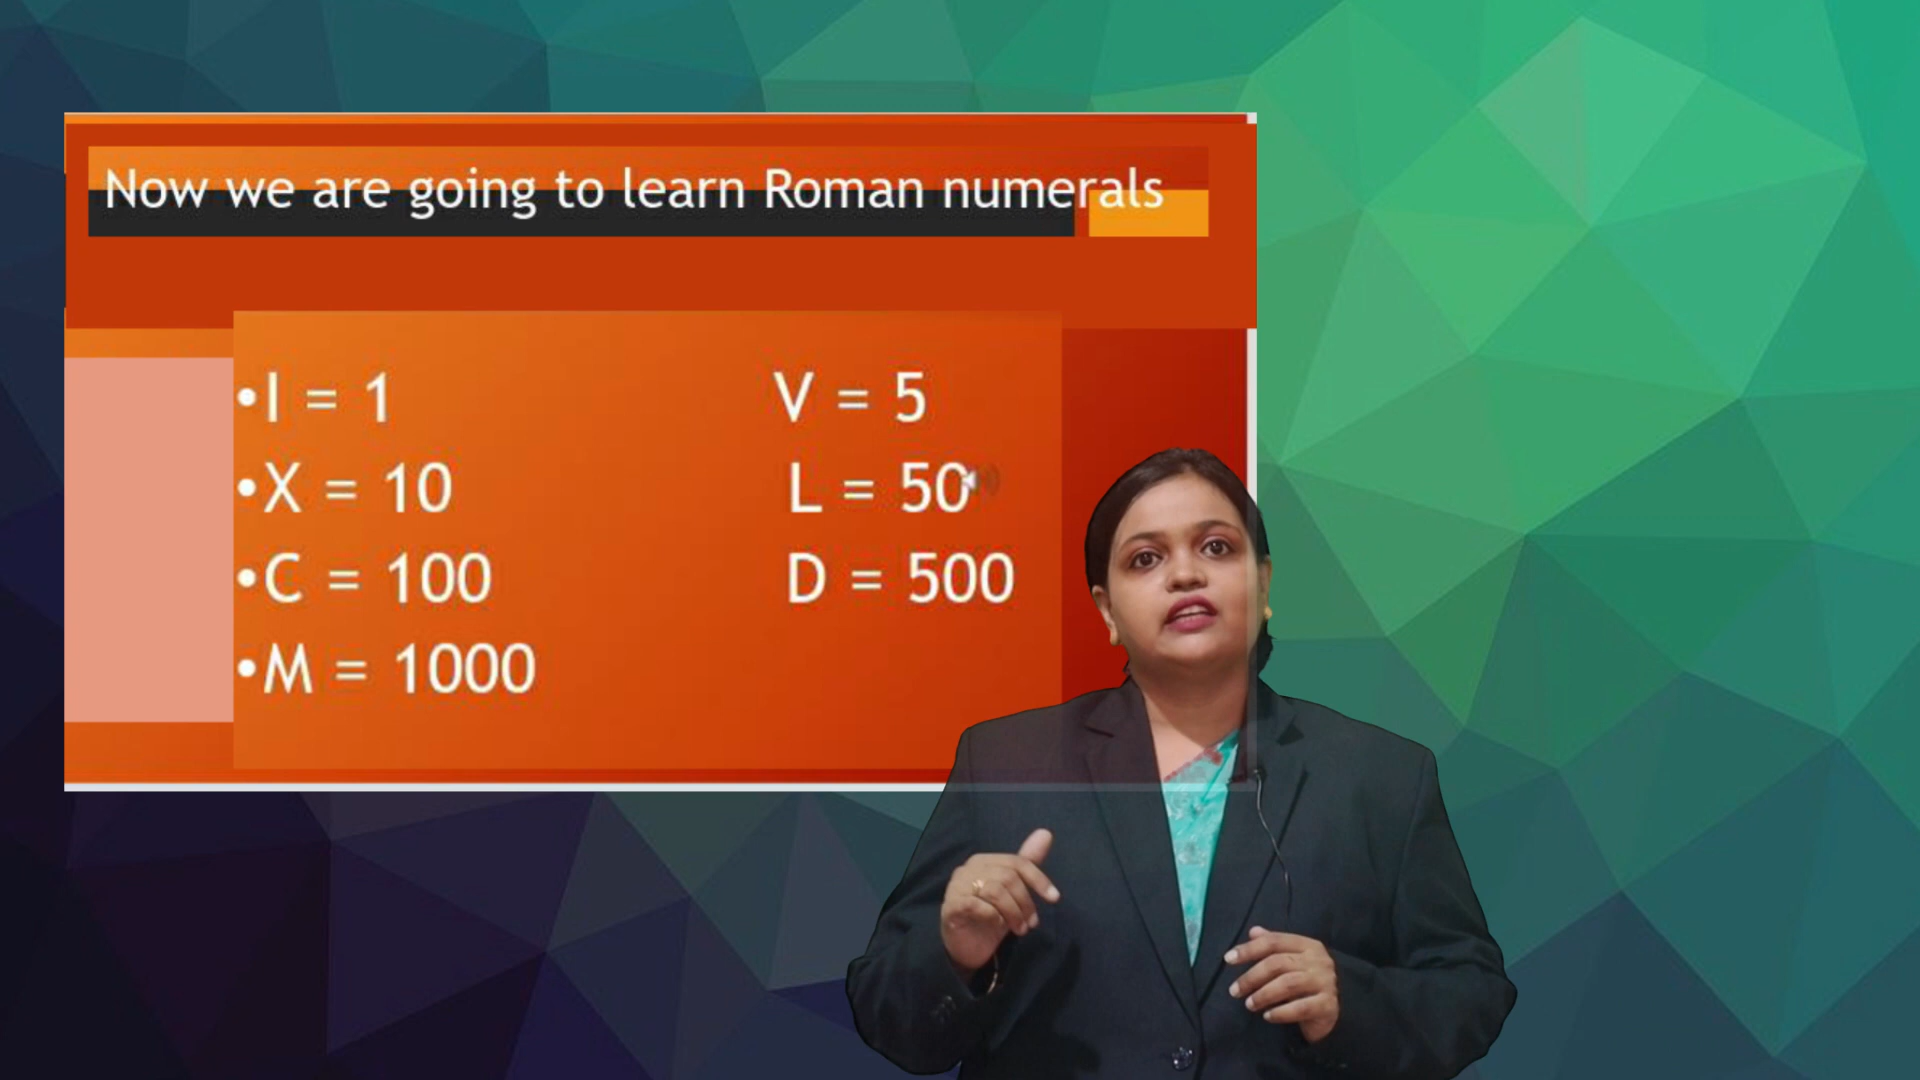 Now we are going to learn Roman numerals
•I = 1 V = 5
•X = 10 L = 50
•C = 100 D = 500
•M = 1000